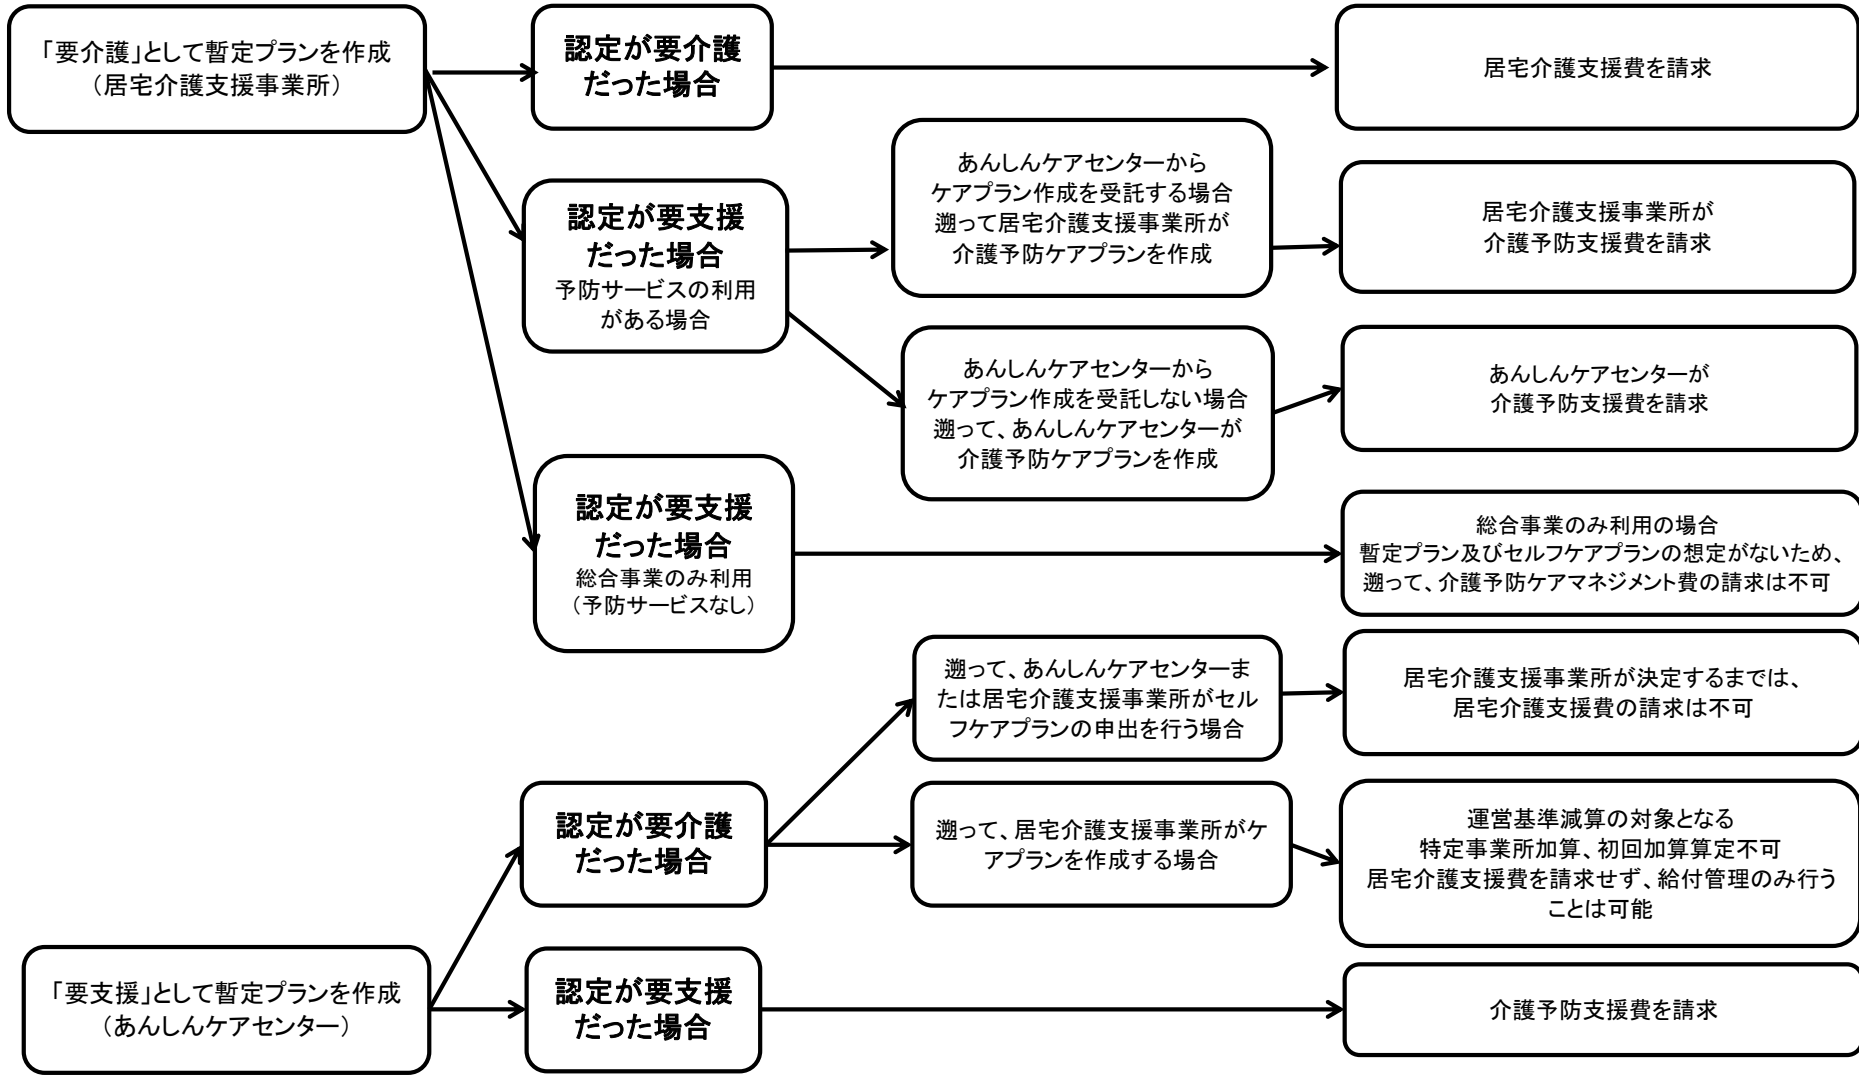 「要介護」として暫定プランを作成
（居宅介護支援事業所）
認定が要介護
だった場合
居宅介護支援費を請求
認定が要支援
だった場合
予防サービスの利用
がある場合
あんしんケアセンターから
ケアプラン作成を受託する場合
遡って居宅介護支援事業所が
介護予防ケアプランを作成
居宅介護支援事業所が
介護予防支援費を請求
あんしんケアセンターから
ケアプラン作成を受託しない場合
遡って、あんしんケアセンターが
介護予防ケアプランを作成
あんしんケアセンターが
介護予防支援費を請求
認定が要支援
だった場合
総合事業のみ利用
（予防サービスなし）
総合事業のみ利用の場合
暫定プラン及びセルフケアプランの想定がないため、
遡って、介護予防ケアマネジメント費の請求は不可
認定が要介護
だった場合
遡って、あんしんケアセンターま
たは居宅介護支援事業所がセル
フケアプランの申出を行う場合
居宅介護支援事業所が決定するまでは、
居宅介護支援費の請求は不可
遡って、居宅介護支援事業所がケ
アプランを作成する場合
運営基準減算の対象となる
特定事業所加算、初回加算算定不可
居宅介護支援費を請求せず、給付管理のみ行う
ことは可能
「要支援」として暫定プランを作成
（あんしんケアセンター）
認定が要支援
だった場合
介護予防支援費を請求